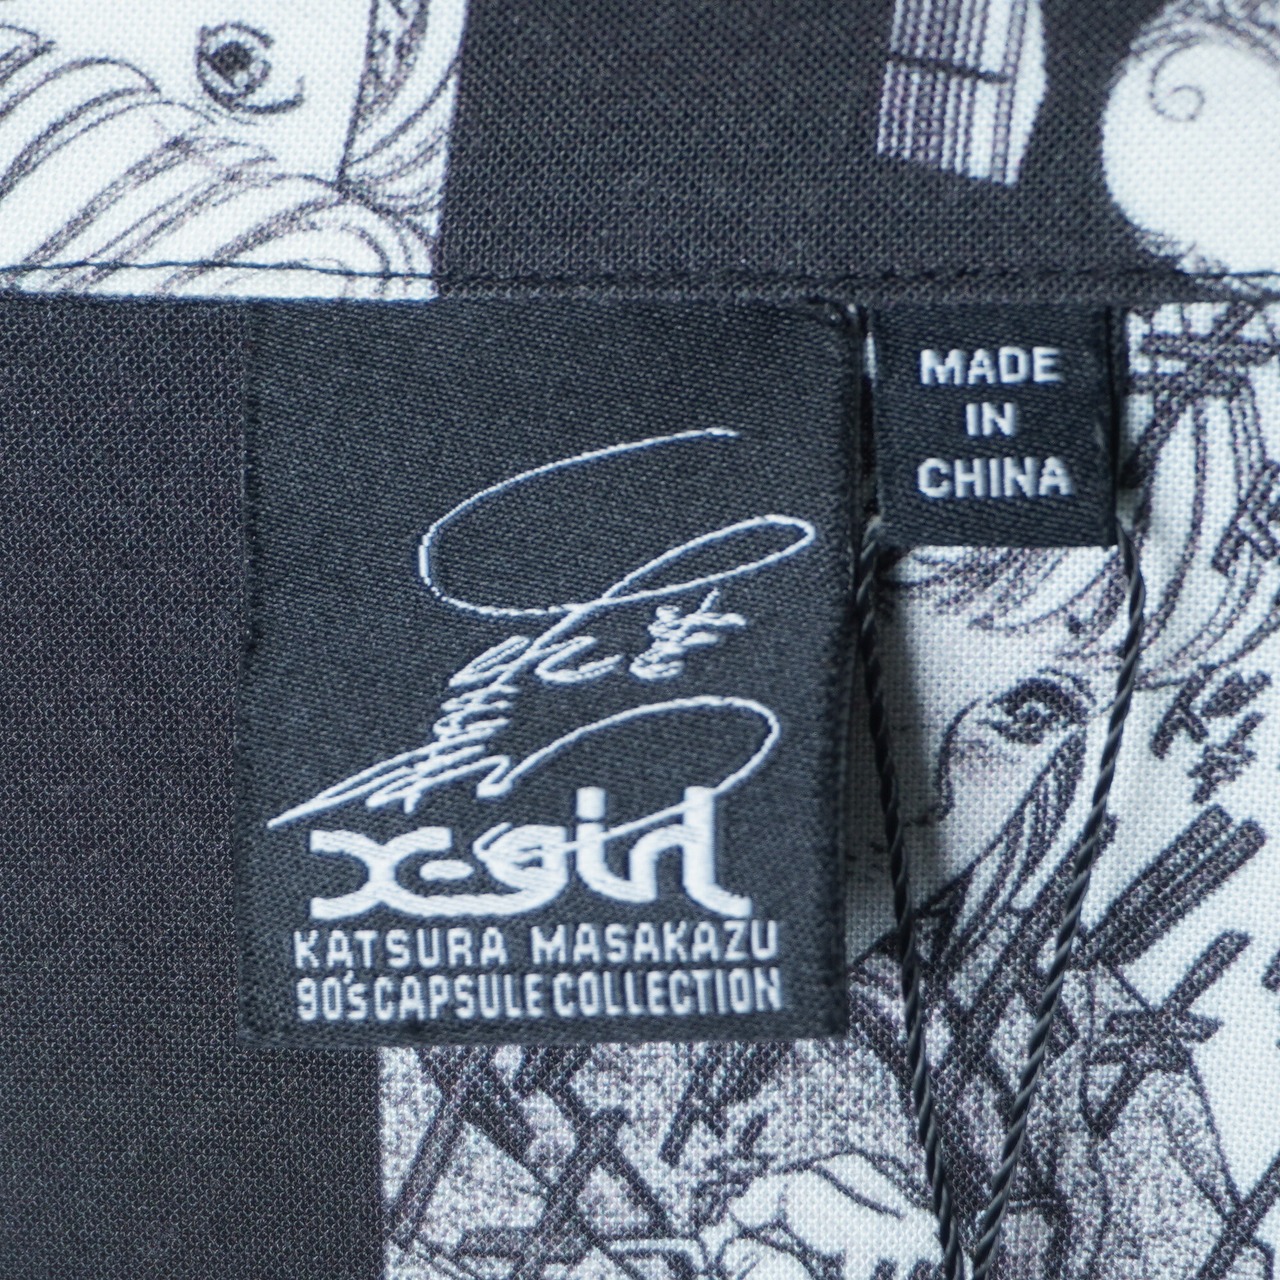 X-girl
KATSURA MASAKAZU
90'S CAPSULE COLLECTION
MADE
IN
CHINA